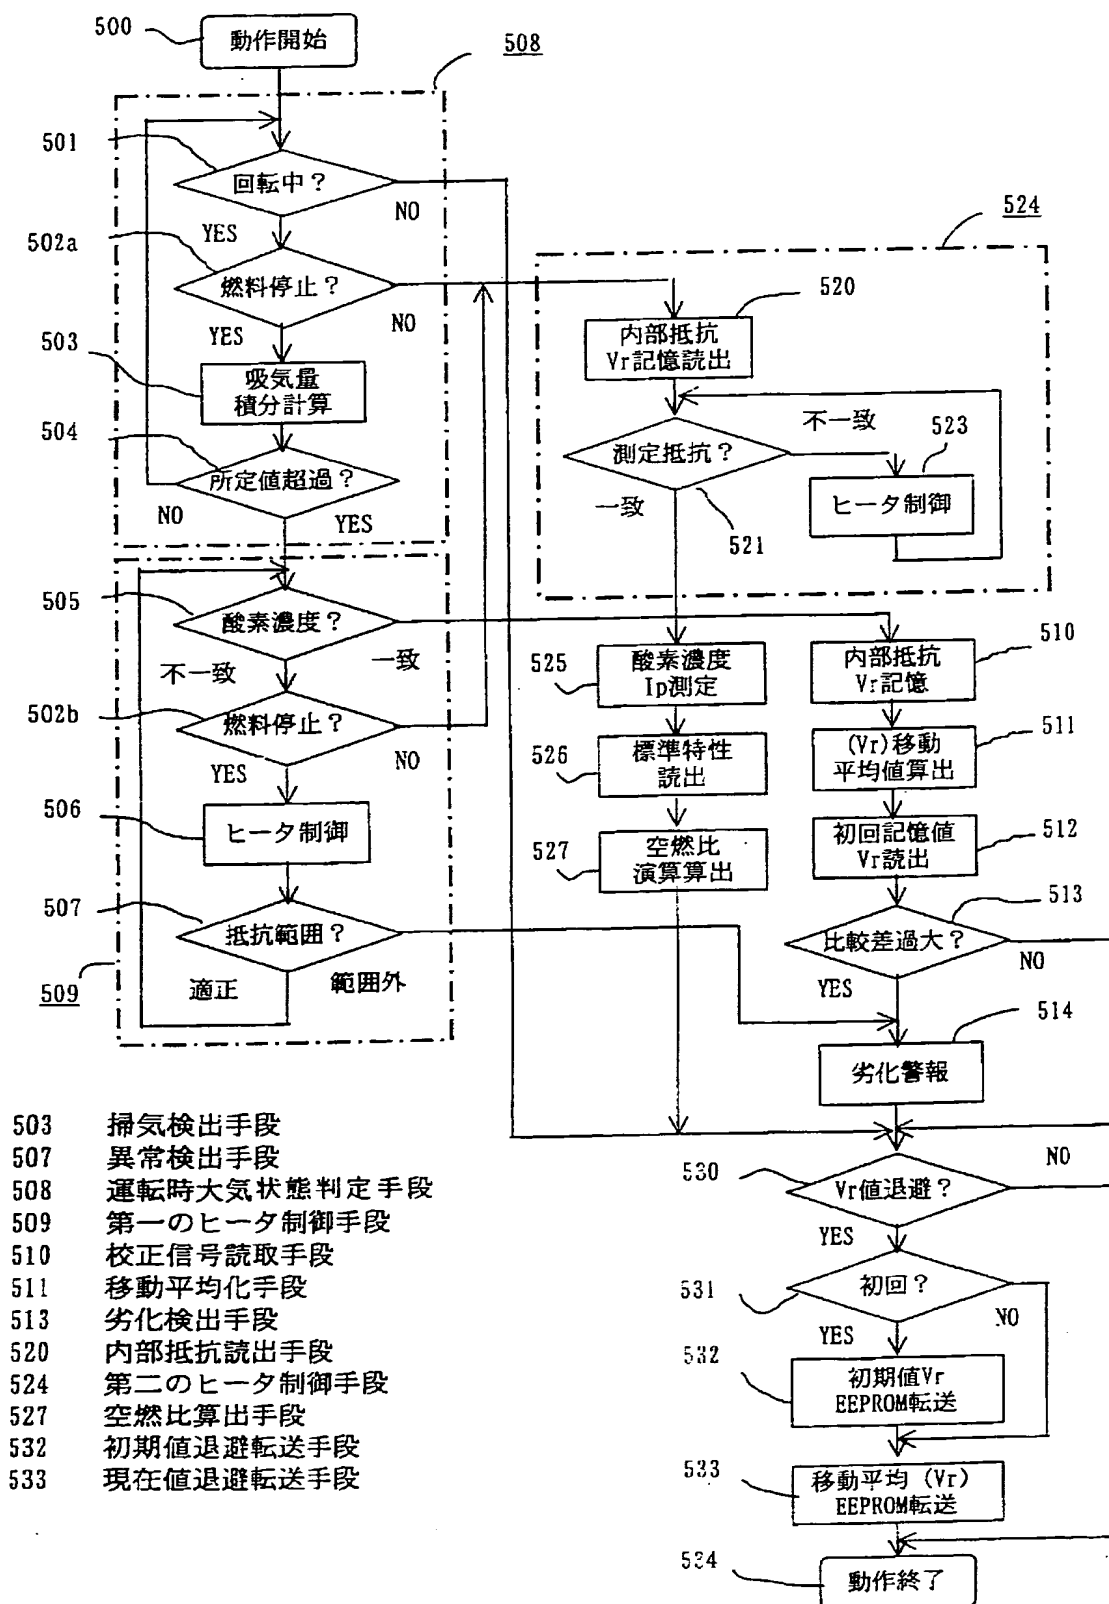 500
動作開始
508
501
回転中?
NO
YES
502a
燃料停止?
NO
YES
503
吸気量
積分計算
504
所定値超過?
NO
YES
524
520
内部抵抗
Vr記憶読出
不一致
523
測定抵抗?
ヒータ制御
一致
521
505
酸素濃度?
不一致
一致
502b
燃料停止?
NO
YES
506
ヒータ制御
507
抵抗範囲?
適正
範囲外
509
525
酸素濃度
Ip測定
526
標準特性
読出
527
空燃比
演算算出
510
内部抵抗
Vr記憶
511
(Vr)移動
平均値算出
512
初回記憶値
Vr読出
513
比較差過大?
NO
YES
514
劣化警報
530
Vr値退避?
NO
YES
531
初回?
NO
YES
532
初期値Vr
EEPROM転送
533
移動平均(Vr)
EEPROM転送
534
動作終了
503 掃気検出手段
507 異常検出手段
508 運転時大気状態判定手段
509 第一のヒータ制御手段
510 校正信号読取手段
511 移動平均化手段
513 劣化検出手段
520 内部抵抗読出手段
524 第二のヒータ制御手段
527 空燃比算出手段
532 初期値退避転送手段
533 現在値退避転送手段